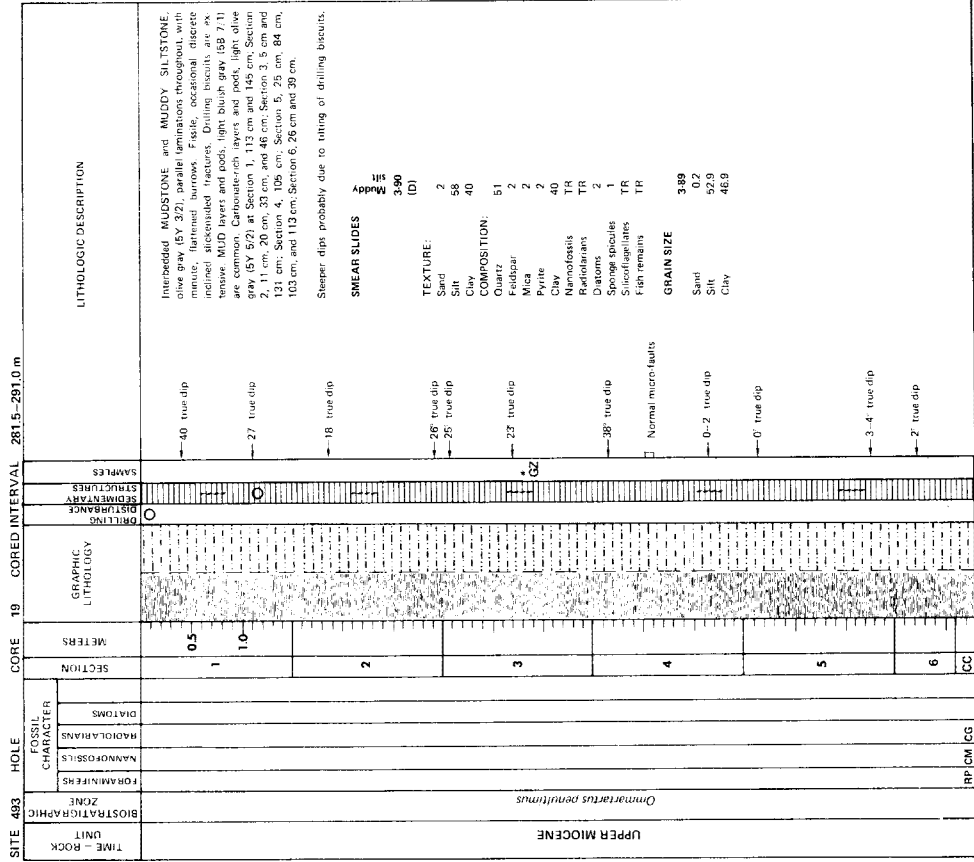 SITE 493 HOLE CORE 19 CORED INTERVAL 281.5–291.0 m
TIME – ROCK
UNIT
BIOSTRATIGRAPHIC
ZONE
FOSSIL
CHARACTER
FORAMINIFERS
NANNOFOSSILS
RADIOLARIANS
DIATOMS
SECTION
METERS
GRAPHIC
LITHOLOGY
DRILLING
DISTURBANCE
SEDIMENTARY
STRUCTURES
SAMPLES
LITHOLOGIC DESCRIPTION
UPPER MIOCENE
Ommartartus penultimus
RP CM CG
1
2
3
4
5
6
CC
0.5
1.0
* GZ
40 true dip
27 true dip
18 true dip
26° true dip
25° true dip
23° true dip
38° true dip
Normal micro-faults
0–2 true dip
0° true dip
3–4° true dip
2° true dip
Interbedded MUDSTONE and MUDDY SILTSTONE,
olive gray (5Y 3/2), parallel laminations throughout, with
minute, flattened burrows. Fissile, occasional discrete
inclined slickensided fractures. Drilling biscuits are ex-
tensive. MUD layers and pods, light bluish gray (5B 7/1)
are common. Carbonate-rich layers and pods, light olive
gray (5Y 5/2) at Section 1, 113 cm and 145 cm; Section
2, 11 cm, 20 cm, 33 cm, and 46 cm; Section 3, 5 cm and
131 cm; Section 4, 105 cm; Section 5, 25 cm, 84 cm,
103 cm, and 113 cm; Section 6, 26 cm and 39 cm.
Steeper dips probably due to tilting of drilling biscuits.
SMEAR SLIDES
Muddy
silt
3-90
(D)
TEXTURE:
Sand 2
Silt 58
Clay 40
COMPOSITION:
Quartz 51
Feldspar 2
Mica 2
Pyrite 2
Clay 40
Nannofossils TR
Radiolarians TR
Diatoms 2
Sponge spicules 1
Silicoflagellates TR
Fish remains TR
GRAIN SIZE
3-89
Sand 0.2
Silt 52.9
Clay 46.9